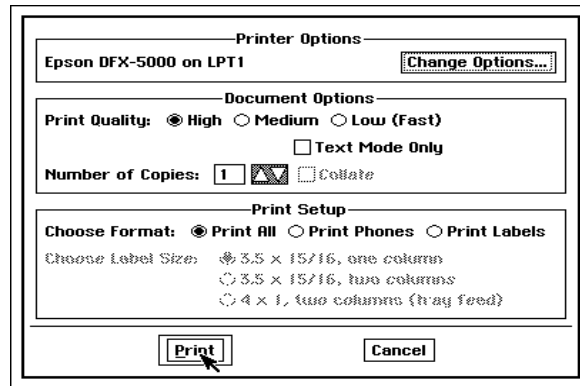 Printer Options
Epson DFX-5000 on LPT1 Change Options...
Document Options
Print Quality: High Medium Low (Fast)
Text Mode Only
Number of Copies: 1 Collate
Print Setup
Choose Format: Print All Print Phones Print Labels
Choose Label Size: 3.5 x 15/16, one column
3.5 x 15/16, two columns
4 x 1, two columns (tray feed)
Print Cancel